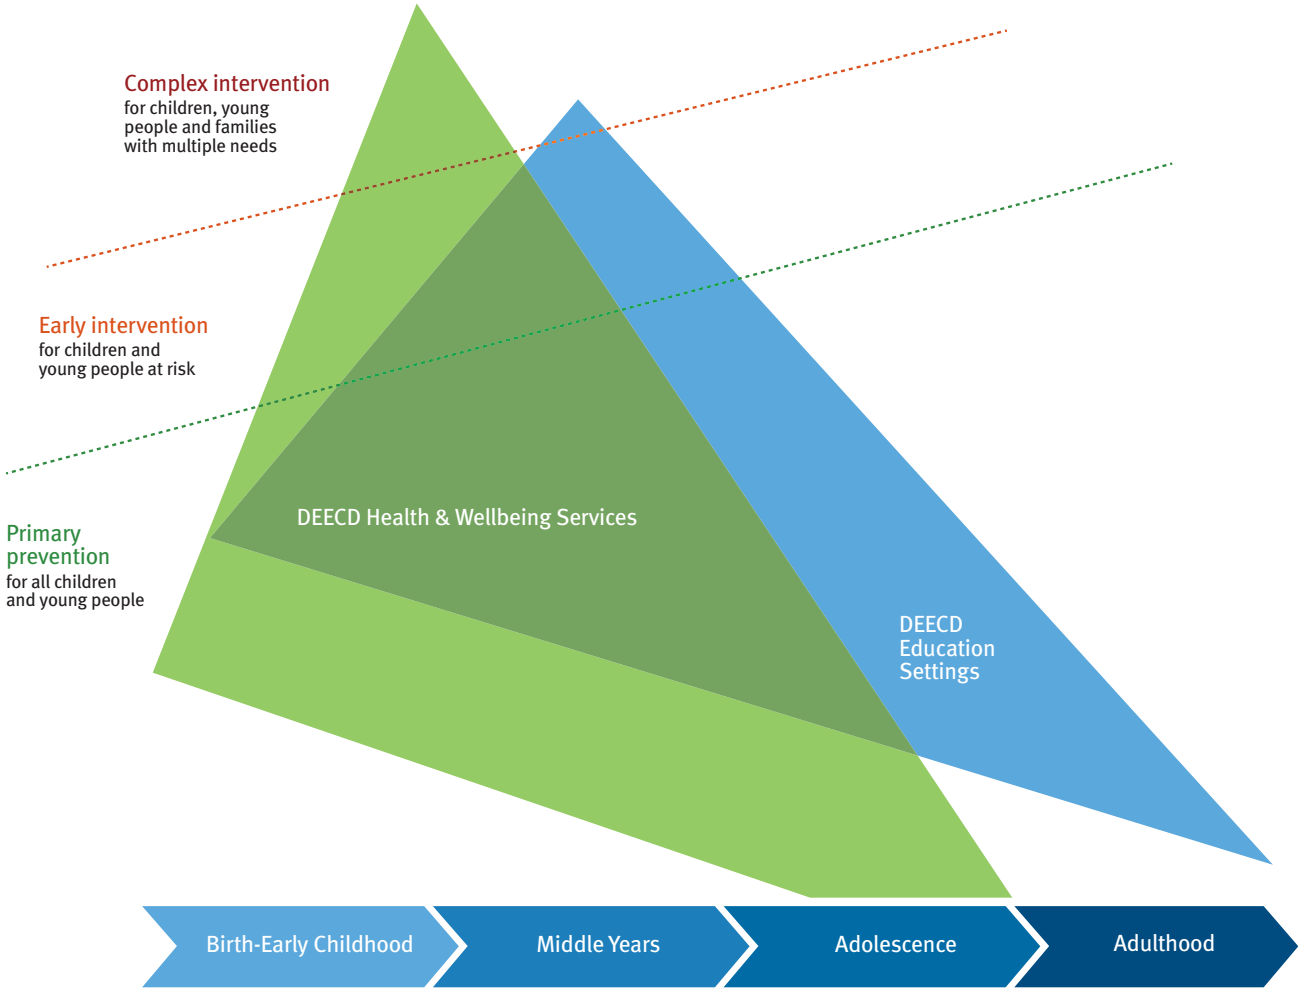 Complex intervention
for children, young
people and families
with multiple needs
Early intervention
for children and
young people at risk
Primary
prevention
for all children
and young people
DEECD Health & Wellbeing Services
DEECD
Education
Settings
Birth-Early Childhood
Middle Years
Adolescence
Adulthood